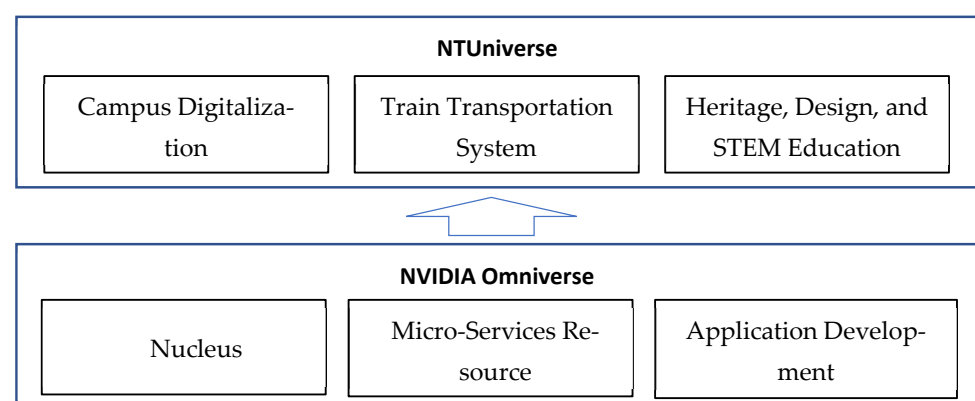 NTUniverse
Campus Digitaliza-
tion
Train Transportation
System
Heritage, Design, and
STEM Education
NVIDIA Omniverse
Nucleus
Micro-Services Re-
source
Application Develop-
ment